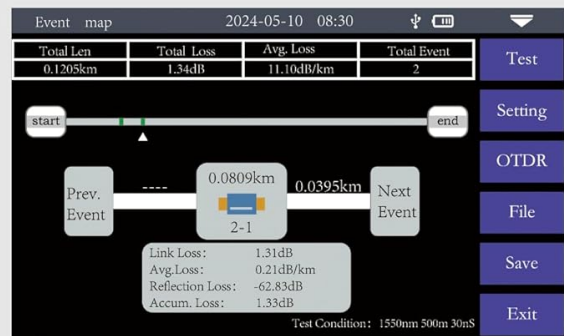 Event map 2024-05-10 08:30
Total Len Total Loss Avg. Loss Total Event
0.1205km 1.34dB 11.10dB/km 2
Test
start end
Setting
OTDR
Prev. Event
---- 0.0809km 0.0395km
2-1
Next Event
File
Link Loss: 1.31dB
Avg.Loss: 0.21dB/km
Reflection Loss: -62.83dB
Accum. Loss: 1.33dB
Save
Test Condition: 1550nm 500m 30nS
Exit